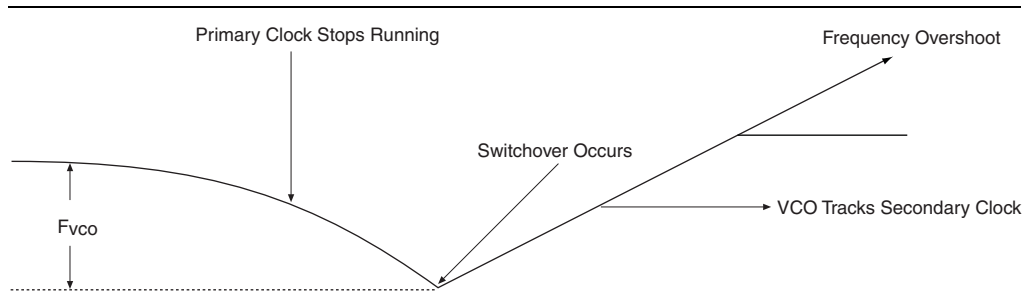 Primary Clock Stops Running
Frequency Overshoot
Switchover Occurs
VCO Tracks Secondary Clock
Fvco